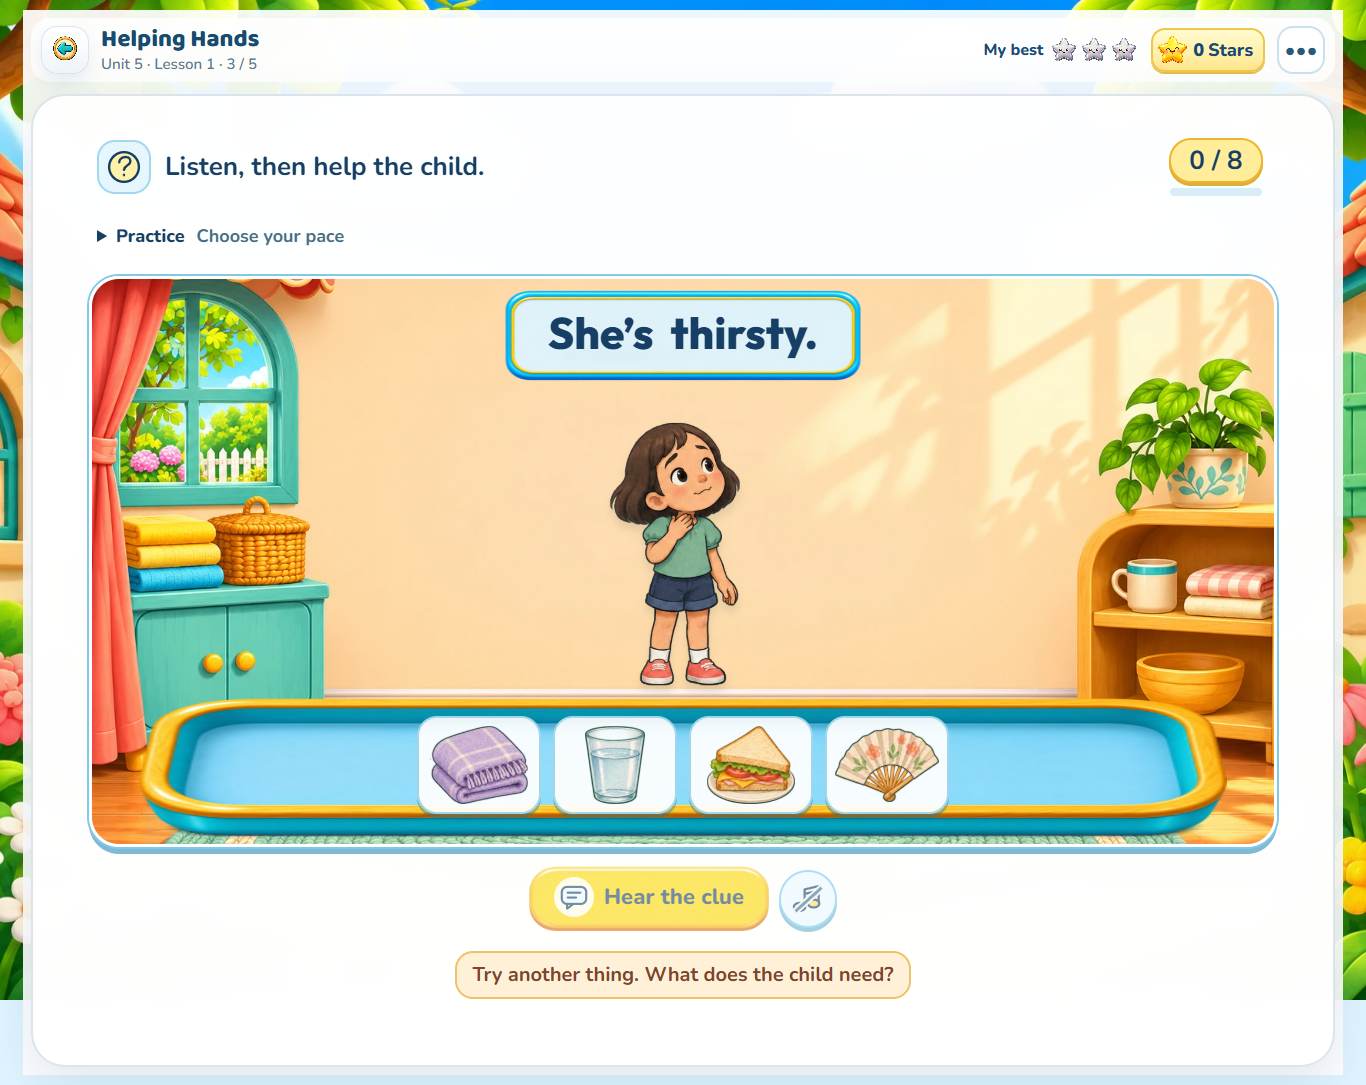 Helping Hands
Unit 5 · Lesson 1 · 3 / 5
My best
0 Stars
Listen, then help the child.
0 / 8
Practice Choose your pace
She's thirsty.
Hear the clue
Try another thing. What does the child need?